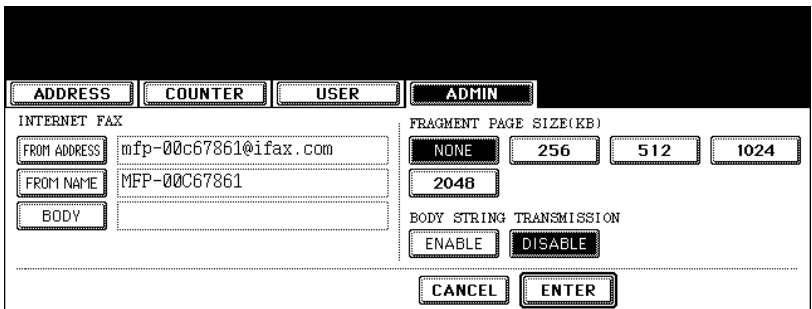 ADDRESS COUNTER USER ADMIN
INTERNET FAX
FROM ADDRESS mfp-00c67861@ifax.com
FROM NAME MFP-00C67861
BODY
FRAGMENT PAGE SIZE(KB)
NONE 256 512 1024
2048
BODY STRING TRANSMISSION
ENABLE DISABLE
CANCEL ENTER